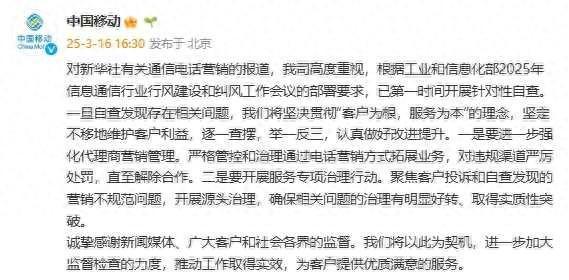 中国移动
China Mobile
中国移动
25-3-16 16:30 发布于 北京
对新华社有关通信电话营销的报道，我司高度重视，根据工业和信息化部2025年
信息通信行业行风建设和纠风工作会议的部署要求，已第一时间开展针对性自查。
一旦自查发现存在相关问题，我们将坚决贯彻“客户为根，服务为本”的理念，坚定
不移地维护客户利益，逐一查摆，举一反三，认真做好改进提升。一是要进一步强
化代理商营销管理。严格管控和治理通过电话营销方式拓展业务，对违规渠道严厉
处罚，直至解除合作。二是要开展服务专项治理行动。聚焦客户投诉和自查发现的
营销不规范问题，开展源头治理，确保相关问题的治理有明显好转、取得实质性突
破。
诚挚感谢新闻媒体、广大客户和社会各界的监督。我们将以此为契机，进一步加大
监督检查的力度，推动工作取得实效，为客户提供优质满意的服务。